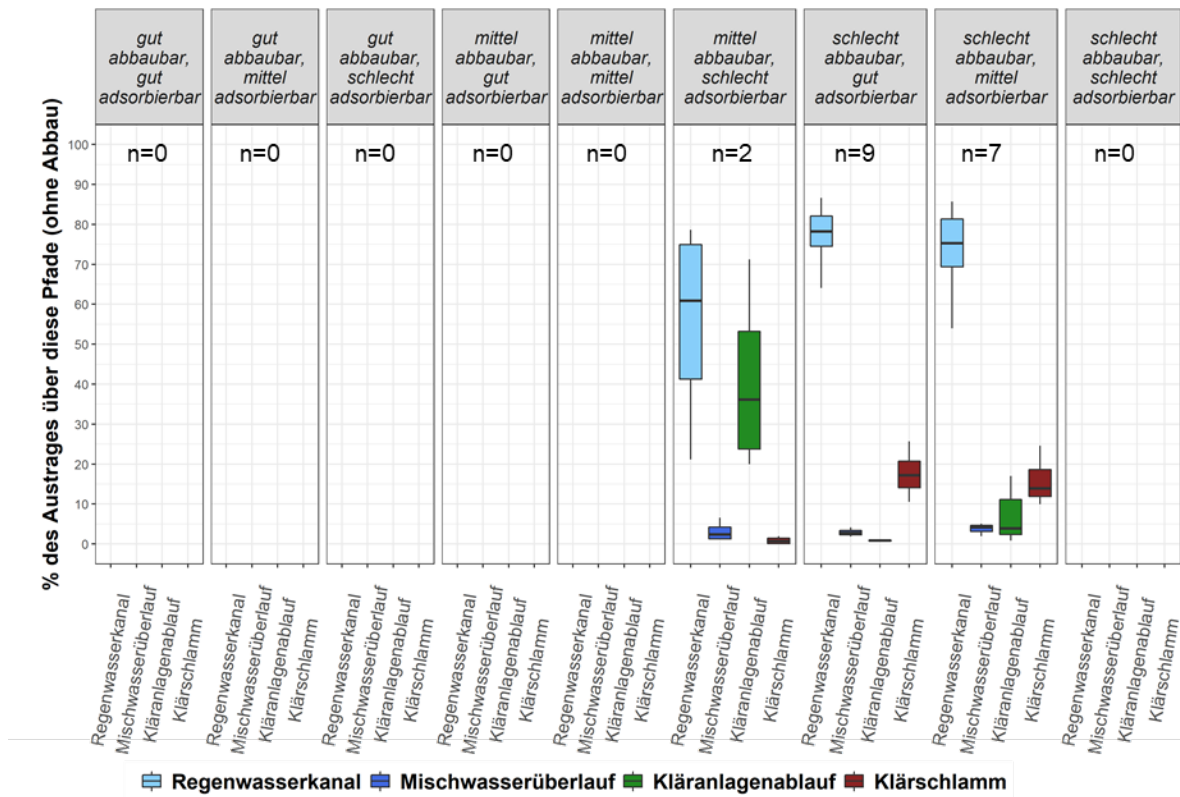 gut
abbaubar,
gut
adsorbierbar
gut
abbaubar,
mittel
adsorbierbar
gut
abbaubar,
schlecht
adsorbierbar
mittel
abbaubar,
gut
adsorbierbar
mittel
abbaubar,
mittel
adsorbierbar
mittel
abbaubar,
schlecht
adsorbierbar
schlecht
abbaubar,
gut
adsorbierbar
schlecht
abbaubar,
mittel
adsorbierbar
schlecht
abbaubar,
schlecht
adsorbierbar
% des Austrages über diese Pfade (ohne Abbau)
100
90
80
70
60
50
40
30
20
10
0
n=0
n=0
n=0
n=0
n=0
n=2
n=9
n=7
n=0
Regenwasserkanal
Mischwasserüberlauf
Kläranlagenablauf
Klärschlamm
Regenwasserkanal
Mischwasserüberlauf
Kläranlagenablauf
Klärschlamm
Regenwasserkanal
Mischwasserüberlauf
Kläranlagenablauf
Klärschlamm
Regenwasserkanal
Mischwasserüberlauf
Kläranlagenablauf
Klärschlamm
Regenwasserkanal
Mischwasserüberlauf
Kläranlagenablauf
Klärschlamm
Regenwasserkanal
Mischwasserüberlauf
Kläranlagenablauf
Klärschlamm
Regenwasserkanal
Mischwasserüberlauf
Kläranlagenablauf
Klärschlamm
Regenwasserkanal
Mischwasserüberlauf
Kläranlagenablauf
Klärschlamm
Regenwasserkanal
Mischwasserüberlauf
Kläranlagenablauf
Klärschlamm
Regenwasserkanal Mischwasserüberlauf Kläranlagenablauf Klärschlamm